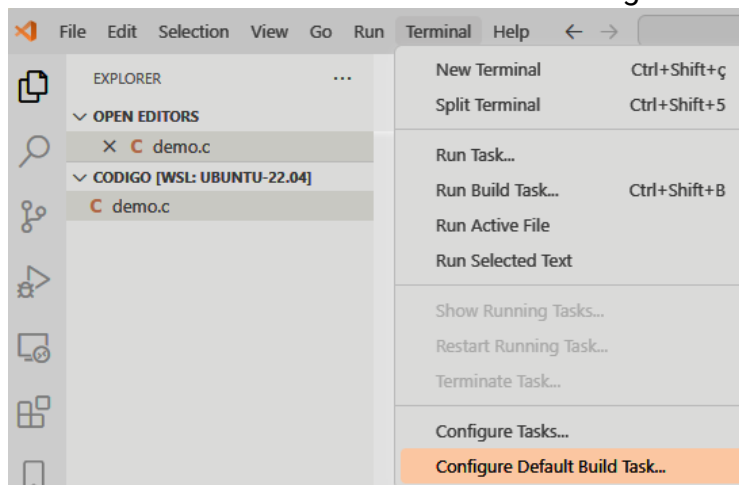 File Edit Selection View Go Run Terminal Help
EXPLORER
OPEN EDITORS
C demo.c
CODIGO [WSL: UBUNTU-22.04]
C demo.c
New Terminal Ctrl+Shift+ç
Split Terminal Ctrl+Shift+5
Run Task...
Run Build Task... Ctrl+Shift+B
Run Active File
Run Selected Text
Show Running Tasks...
Restart Running Task...
Terminate Task...
Configure Tasks...
Configure Default Build Task...